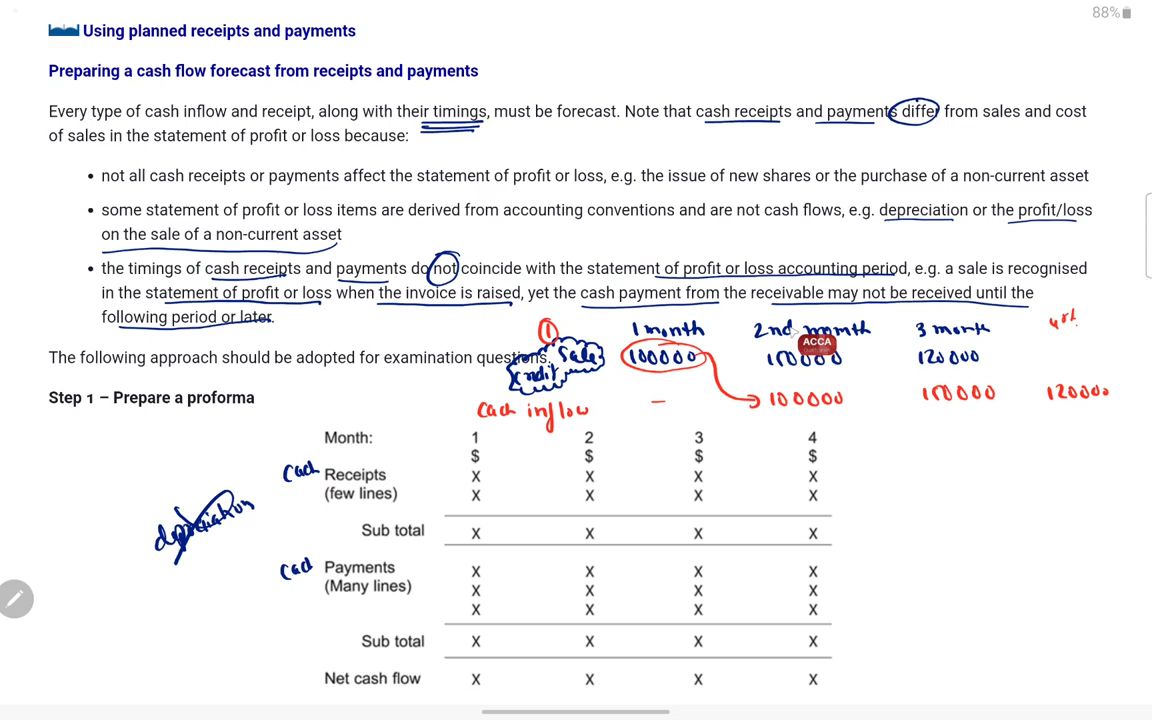 88%
Using planned receipts and payments
Preparing a cash flow forecast from receipts and payments
Every type of cash inflow and receipt, along with their timings, must be forecast. Note that cash receipts and payments differ from sales and cost
of sales in the statement of profit or loss because:
• not all cash receipts or payments affect the statement of profit or loss, e.g. the issue of new shares or the purchase of a non-current asset
• some statement of profit or loss items are derived from accounting conventions and are not cash flows, e.g. depreciation or the profit/loss
on the sale of a non-current asset
• the timings of cash receipts and payments do not coincide with the statement of profit or loss accounting period, e.g. a sale is recognised
in the statement of profit or loss when the invoice is raised, yet the cash payment from the receivable may not be received until the
following period or later.
① 1 month 2nd month 3 month
The following approach should be adopted for examination questions.
Credit Sales 100000 120000
ACCA
Step 1 – Prepare a proforma
Cash inflow – 100000 120000
Month: 1 2 3 4
$ $ $ $
Cash Receipts X X X X
(few lines) X X X X
depreciation
Sub total X X X X
Payments X X X X
(Many lines) X X X X
X X X X
Sub total X X X X
Net cash flow X X X X